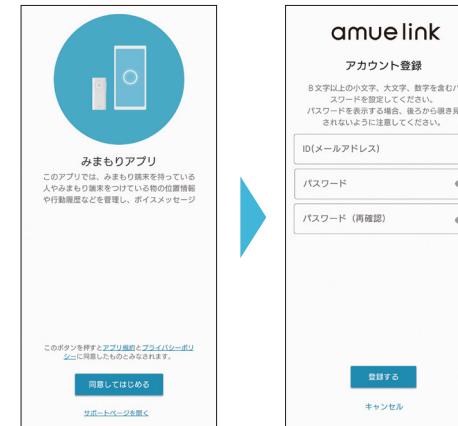 みまもりアプリ
このアプリでは、みまもり端末を持っている
人やみまもり端末をつけている物の位置情報
や行動履歴などを管理し、ボイスメッセージ
このボタンを押すとアプリ規約とプライバシーポリ
シーに同意したものとみなされます。
同意してはじめる
サポートページを開く
amue link
アカウント登録
8文字以上の小文字、大文字、数字を含むパ
スワードを設定してください。
パスワードを表示する場合、後ろから覗き見
されないように注意してください。
ID(メールアドレス)
パスワード
パスワード（再確認）
登録する
キャンセル